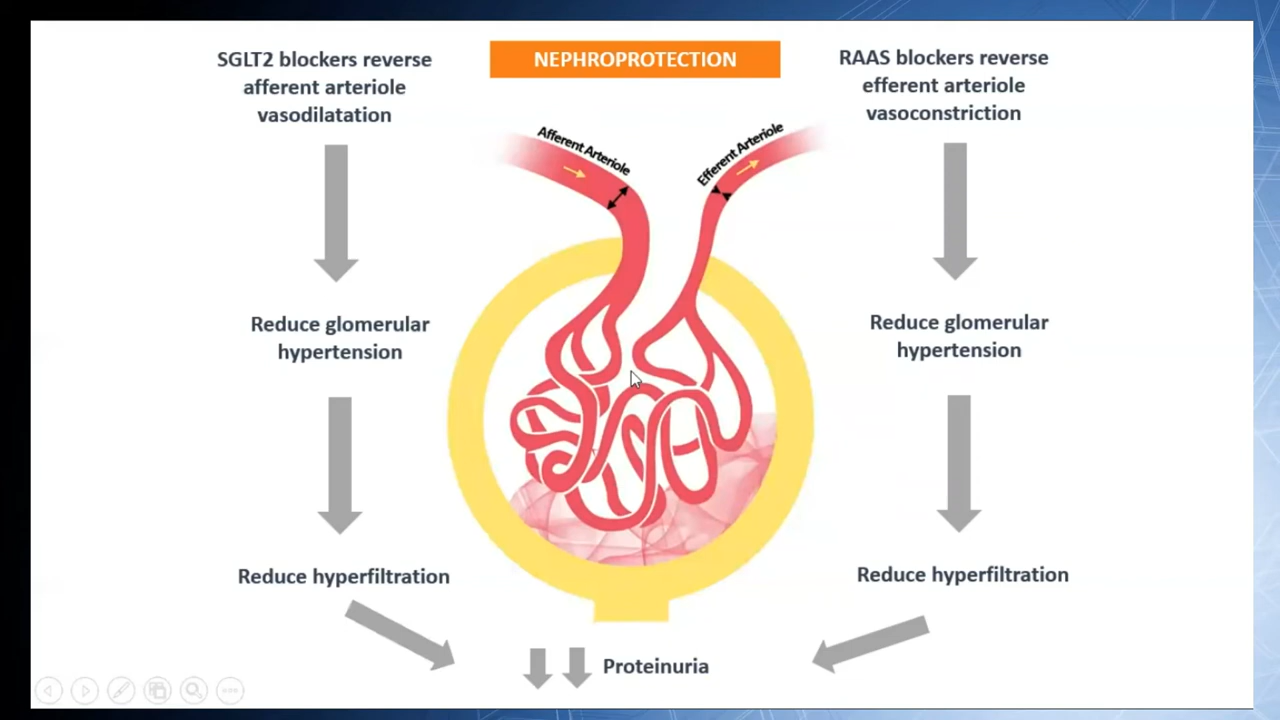 NEPHROPROTECTION
SGLT2 blockers reverse
afferent arteriole
vasodilatation
Reduce glomerular
hypertension
Reduce hyperfiltration
Afferent Arteriole
Efferent Arteriole
RAAS blockers reverse
efferent arteriole
vasoconstriction
Reduce glomerular
hypertension
Reduce hyperfiltration
Proteinuria